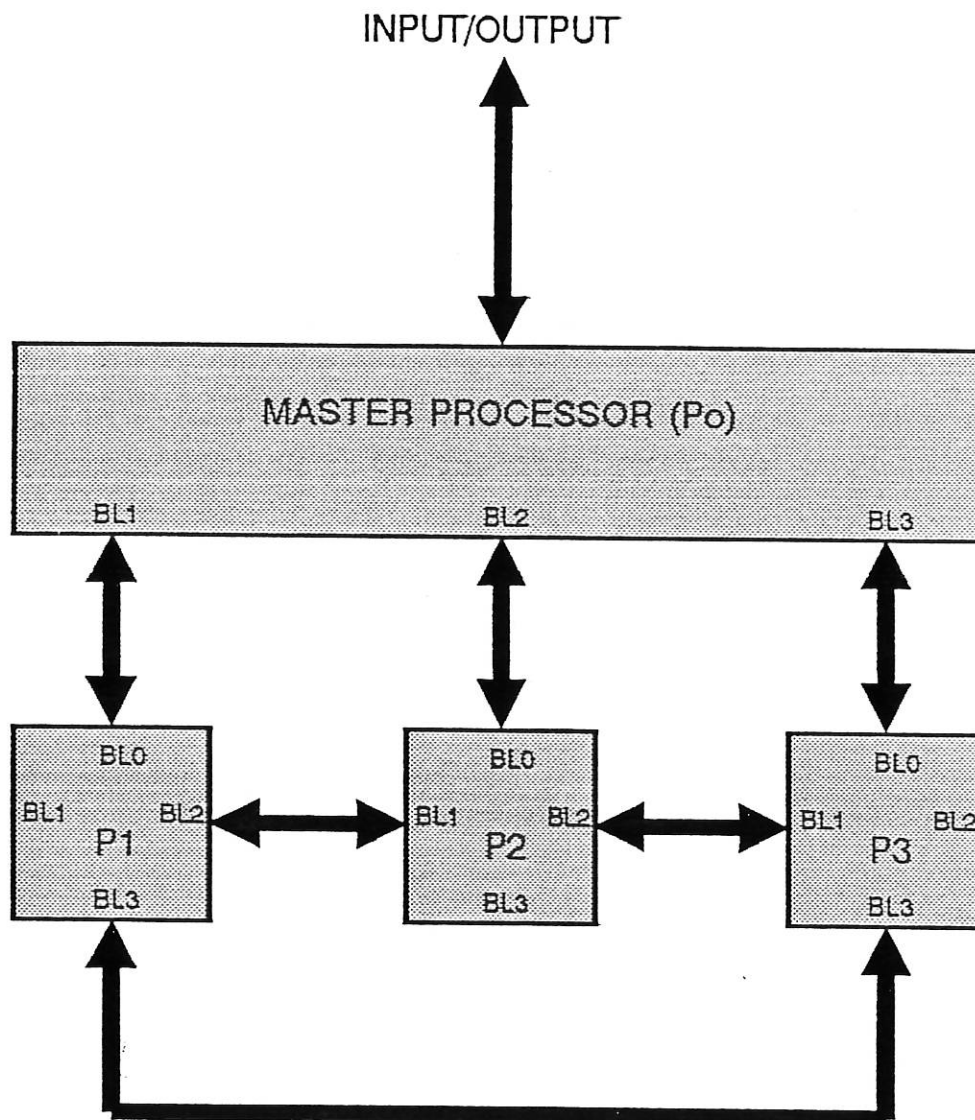 INPUT/OUTPUT
MASTER PROCESSOR (Po)
BL1 BL2 BL3
BL0 BL0 BL0
BL1 BL2 BL1 BL2 BL1 BL2
P1 P2 P3
BL3 BL3 BL3